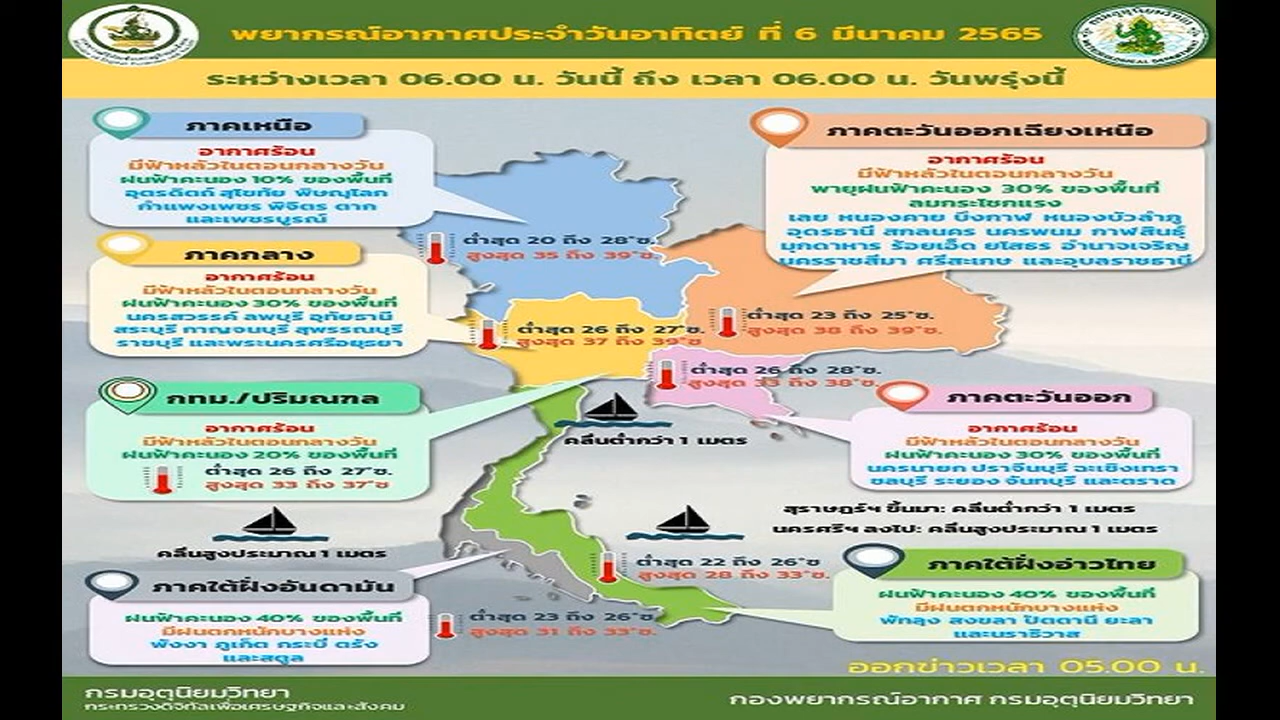 พยากรณ์อากาศประจำวันอาทิตย์ ที่ 6 มีนาคม 2565
ระหว่างเวลา 06.00 น. วันนี้ ถึง เวลา 06.00 น. วันพรุ่งนี้
ภาคเหนือ
อากาศร้อน
มีฟ้าหลัวในตอนกลางวัน
ฝนฟ้าคะนอง 10% ของพื้นที่
อุตรดิตถ์ สุโขทัย พิษณุโลก
กำแพงเพชร พิจิตร ตาก
และเพชรบูรณ์
ต่ำสุด 20 ถึง 28°ซ.
สูงสุด 35 ถึง 39°ซ.
ภาคตะวันออกเฉียงเหนือ
อากาศร้อน
มีฟ้าหลัวในตอนกลางวัน
พายุฝนฟ้าคะนอง 30% ของพื้นที่
ลมกระโชกแรง
เลย หนองคาย บึงกาฬ หนองบัวลำภู
อุดรธานี สกลนคร นครพนม กาฬสินธุ์
มุกดาหาร ร้อยเอ็ด ยโสธร อำนาจเจริญ
นครราชสีมา ศรีสะเกษ และอุบลราชธานี
ต่ำสุด 23 ถึง 25°ซ.
สูงสุด 38 ถึง 39°ซ.
ภาคกลาง
อากาศร้อน
มีฟ้าหลัวในตอนกลางวัน
ฝนฟ้าคะนอง 30% ของพื้นที่
นครสวรรค์ ลพบุรี อุทัยธานี
สระบุรี กาญจนบุรี สุพรรณบุรี
ราชบุรี และพระนครศรีอยุธยา
ต่ำสุด 26 ถึง 27°ซ.
สูงสุด 37 ถึง 39°ซ
ต่ำสุด 26 ถึง 28°ซ.
สูงสุด 33 ถึง 38°ซ.
กทม./ปริมณฑล
อากาศร้อน
มีฟ้าหลัวในตอนกลางวัน
ฝนฟ้าคะนอง 20% ของพื้นที่
ต่ำสุด 26 ถึง 27°ซ.
สูงสุด 33 ถึง 37°ซ
คลื่นต่ำกว่า 1 เมตร
ภาคตะวันออก
อากาศร้อน
มีฟ้าหลัวในตอนกลางวัน
ฝนฟ้าคะนอง 30% ของพื้นที่
นครนายก ปราจีนบุรี ฉะเชิงเทรา
ชลบุรี ระยอง จันทบุรี และตราด
สุราษฎร์ฯ ขึ้นมา: คลื่นต่ำกว่า 1 เมตร
นครศรีฯ ลงไป: คลื่นสูงประมาณ 1 เมตร
คลื่นสูงประมาณ 1 เมตร
ภาคใต้ฝั่งอันดามัน
ฝนฟ้าคะนอง 40% ของพื้นที่
มีฝนตกหนักบางแห่ง
พังงา ภูเก็ต กระบี่ ตรัง
และสตูล
ต่ำสุด 23 ถึง 26°ซ.
สูงสุด 31 ถึง 33°ซ.
ภาคใต้ฝั่งอ่าวไทย
ฝนฟ้าคะนอง 40% ของพื้นที่
มีฝนตกหนักบางแห่ง
พัทลุง สงขลา ปัตตานี ยะลา
และนราธิวาส
ต่ำสุด 22 ถึง 26°ซ
สูงสุด 28 ถึง 33°ซ.
ออกข่าวเวลา 05.00 น.
กรมอุตุนิยมวิทยา
กระทรวงดิจิทัลเพื่อเศรษฐกิจและสังคม
กองพยากรณ์อากาศ กรมอุตุนิยมวิทยา